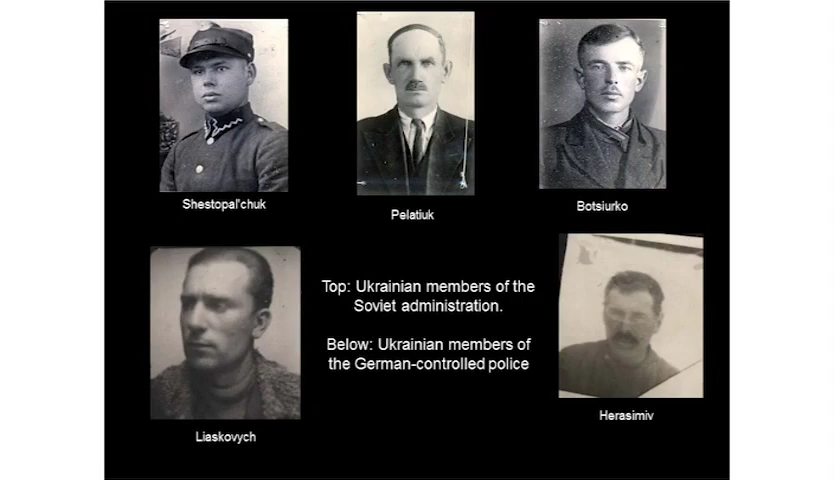 Shestopal'chuk
Pelatiuk
Botsiurko
Top: Ukrainian members of the
Soviet administration.
Below: Ukrainian members of
the German-controlled police
Liaskovych
Herasimiv